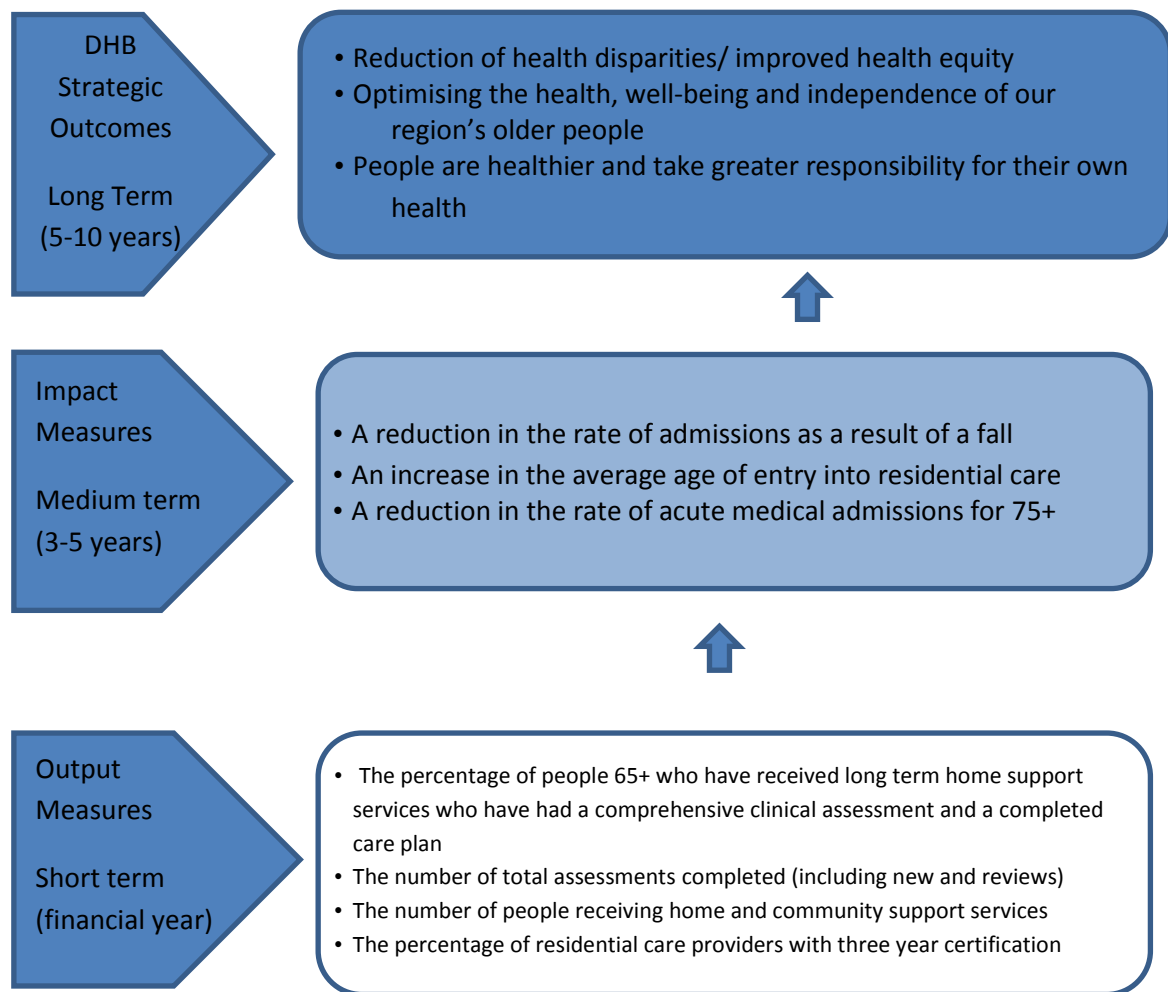 DHB
Strategic
Outcomes
Long Term
(5-10 years)
• Reduction of health disparities/ improved health equity
• Optimising the health, well-being and independence of our
region’s older people
• People are healthier and take greater responsibility for their own
health
Impact
Measures
Medium term
(3-5 years)
• A reduction in the rate of admissions as a result of a fall
• An increase in the average age of entry into residential care
• A reduction in the rate of acute medical admissions for 75+
Output
Measures
Short term
(financial year)
• The percentage of people 65+ who have received long term home support
services who have had a comprehensive clinical assessment and a completed
care plan
• The number of total assessments completed (including new and reviews)
• The number of people receiving home and community support services
• The percentage of residential care providers with three year certification